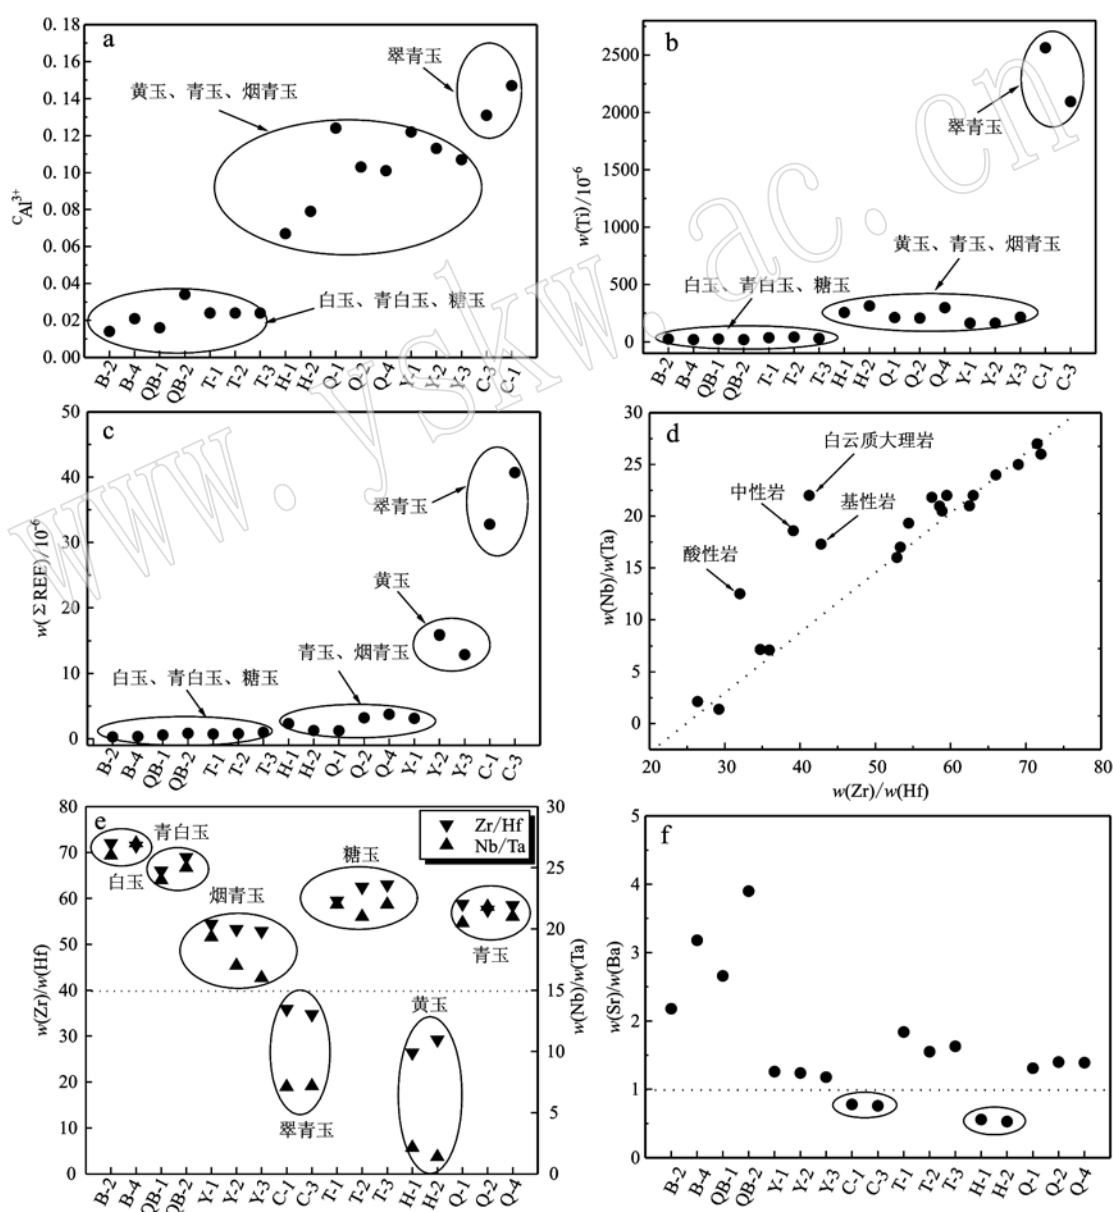 a
0. 18
0. 16
0. 14
0. 12
0. 10
0. 08
0. 06
0. 04
0. 02
0. 00
C Al3+
翠青玉
黄玉、青玉、烟青玉
白玉、青白玉、糖玉
B-2 B-4 QB-1 QB-2 T-1 T-2 T-3 H-1 H-2 Q-1 Q-2 Q-4 Y-1 Y-2 Y-3 C-3 C-1
b
2500
2000
1500
1000
500
0
w(Ti)/10-6
翠青玉
黄玉、青玉、烟青玉
白玉、青白玉、糖玉
B-2 B-4 QB-1 QB-2 T-1 T-2 T-3 H-1 H-2 Q-1 Q-2 Q-4 Y-1 Y-2 Y-3 C-1 C-3
c
50
40
30
20
10
0
w(ΣREE)/10-6
翠青玉
黄玉
青玉、烟青玉
白玉、青白玉、糖玉
B-2 B-4 QB-1 QB-2 T-1 T-2 T-3 H-1 H-2 Q-1 Q-2 Q-4 Y-1 Y-2 Y-3 C-1 C-3
d
30
25
20
15
10
5
0
w(Nb)/w(Ta)
白云质大理岩
中性岩
基性岩
酸性岩
20 30 40 50 60 70 80
w(Zr)/w(Hf)
e
80
70
60
50
40
30
20
10
0
w(Zr)/w(Hf)
Zr/Hf
Nb/Ta
青白玉
白玉
烟青玉
糖玉
青玉
黄玉
翠青玉
30
25
20
15
10
5
0
w(Nb)/w(Ta)
B-2 B-4 QB-1 QB-2 Y-1 Y-2 Y-3 C-1 C-3 T-1 T-2 T-3 H-1 H-2 Q-1 Q-2 Q-4
f
5
4
3
2
1
0
w(Sr)/w(Ba)
B-2 B-4 QB-1 QB-2 Y-1 Y-2 Y-3 C-1 C-3 T-1 T-2 T-3 H-1 H-2 Q-1 Q-2 Q-4
www. yskw. ac. cn